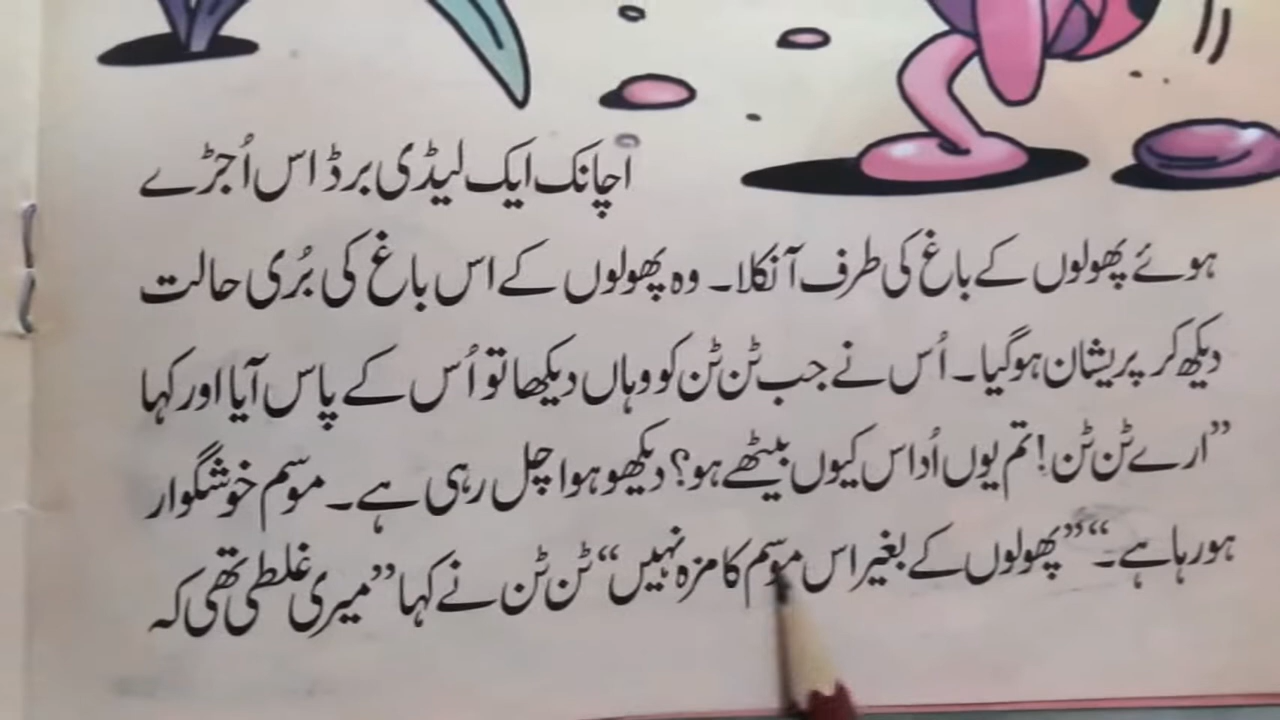 اچانک ایک لیڈی برڈ اس اُجڑے
ہوئے پھولوں کے باغ کی طرف آ نکلا۔ وہ پھولوں کے اس باغ کی بُری حالت
دیکھ کر پریشان ہوگیا۔ اُس نے جب ٹن ٹن کو وہاں دیکھا تو اُس کے پاس آیا اور کہا
”ارے ٹن ٹن! تم یوں اُداس کیوں بیٹھے ہو؟ دیکھو ہوا چل رہی ہے۔ موسم خوشگوار
ہو رہا ہے۔“ ”پھولوں کے بغیر اس موسم کا مزہ نہیں“ ٹن ٹن نے کہا ”میری غلطی تھی کہ